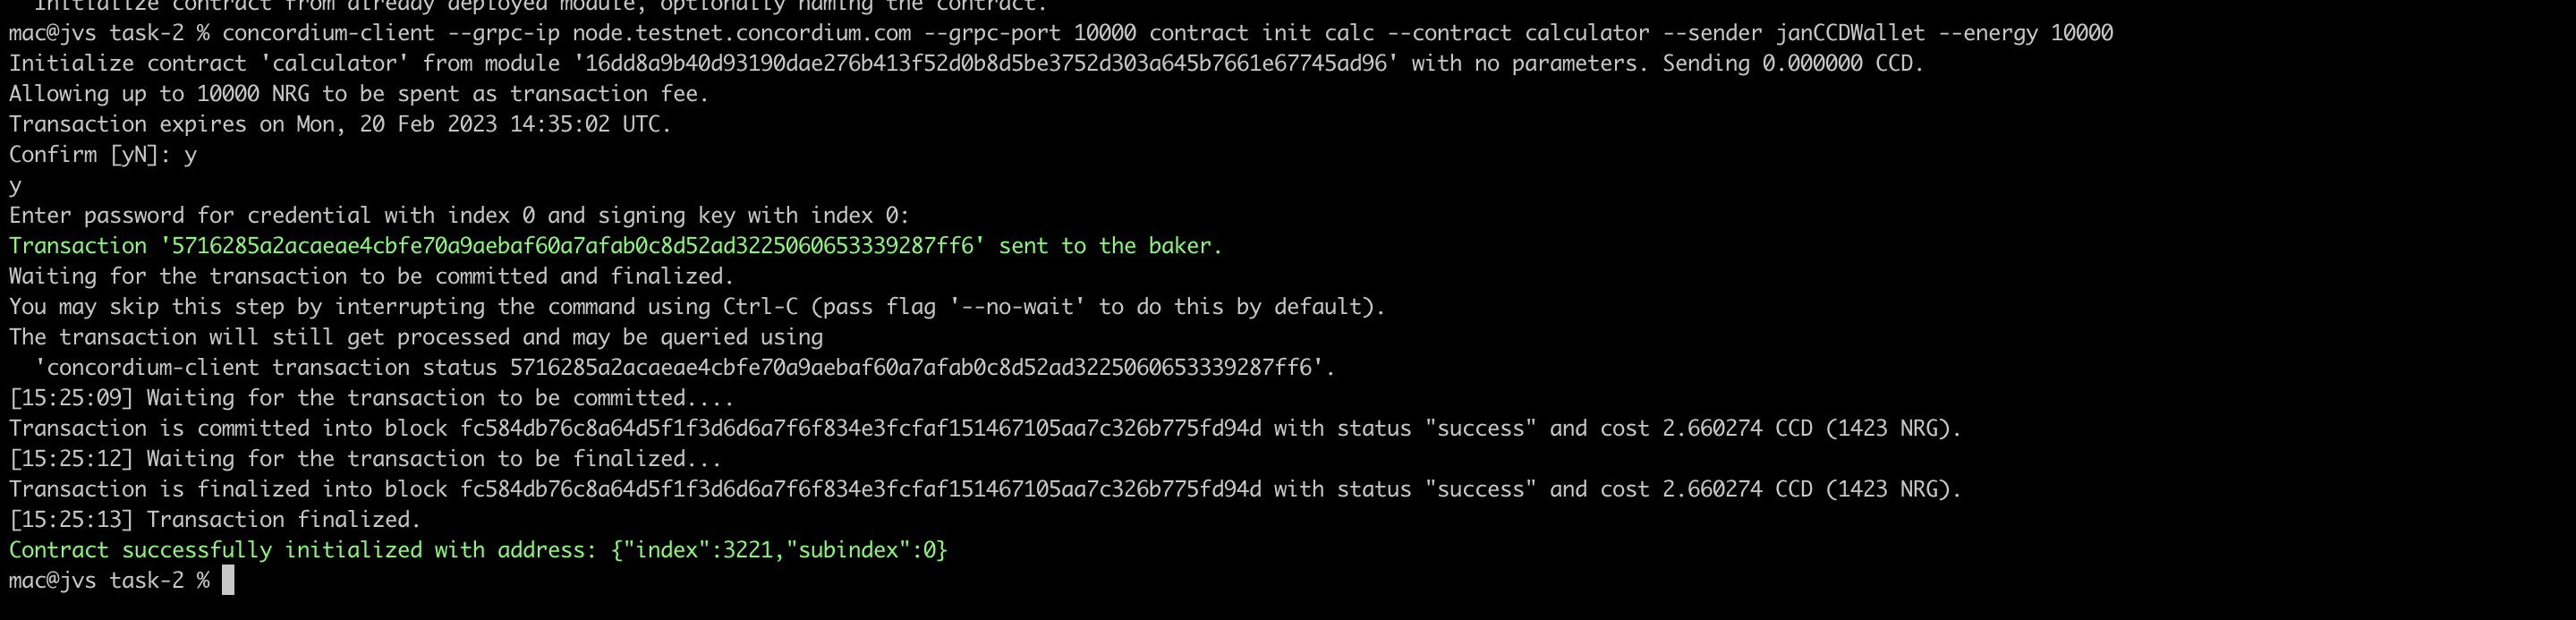 Initialize contract from already deployed module, optionally naming the contract.
mac@jvs task-2 % concordium-client --grpc-ip node.testnet.concordium.com --grpc-port 10000 contract init calc --contract calculator --sender janCCDWallet --energy 10000
Initialize contract 'calculator' from module '16dd8a9b40d93190dae276b413f52d0b8d5be3752d303a645b7661e67745ad96' with no parameters. Sending 0.000000 CCD.
Allowing up to 10000 NRG to be spent as transaction fee.
Transaction expires on Mon, 20 Feb 2023 14:35:02 UTC.
Confirm [yN]: y
y
Enter password for credential with index 0 and signing key with index 0:
Transaction '5716285a2acaeae4cbfe70a9aebaf60a7afab0c8d52ad3225060653339287ff6' sent to the baker.
Waiting for the transaction to be committed and finalized.
You may skip this step by interrupting the command using Ctrl-C (pass flag '--no-wait' to do this by default).
The transaction will still get processed and may be queried using
  'concordium-client transaction status 5716285a2acaeae4cbfe70a9aebaf60a7afab0c8d52ad3225060653339287ff6'.
[15:25:09] Waiting for the transaction to be committed....
Transaction is committed into block fc584db76c8a64d5f1f3d6d6a7f6f834e3fcfaf151467105aa7c326b775fd94d with status "success" and cost 2.660274 CCD (1423 NRG).
[15:25:12] Waiting for the transaction to be finalized...
Transaction is finalized into block fc584db76c8a64d5f1f3d6d6a7f6f834e3fcfaf151467105aa7c326b775fd94d with status "success" and cost 2.660274 CCD (1423 NRG).
[15:25:13] Transaction finalized.
Contract successfully initialized with address: {"index":3221,"subindex":0}
mac@jvs task-2 %